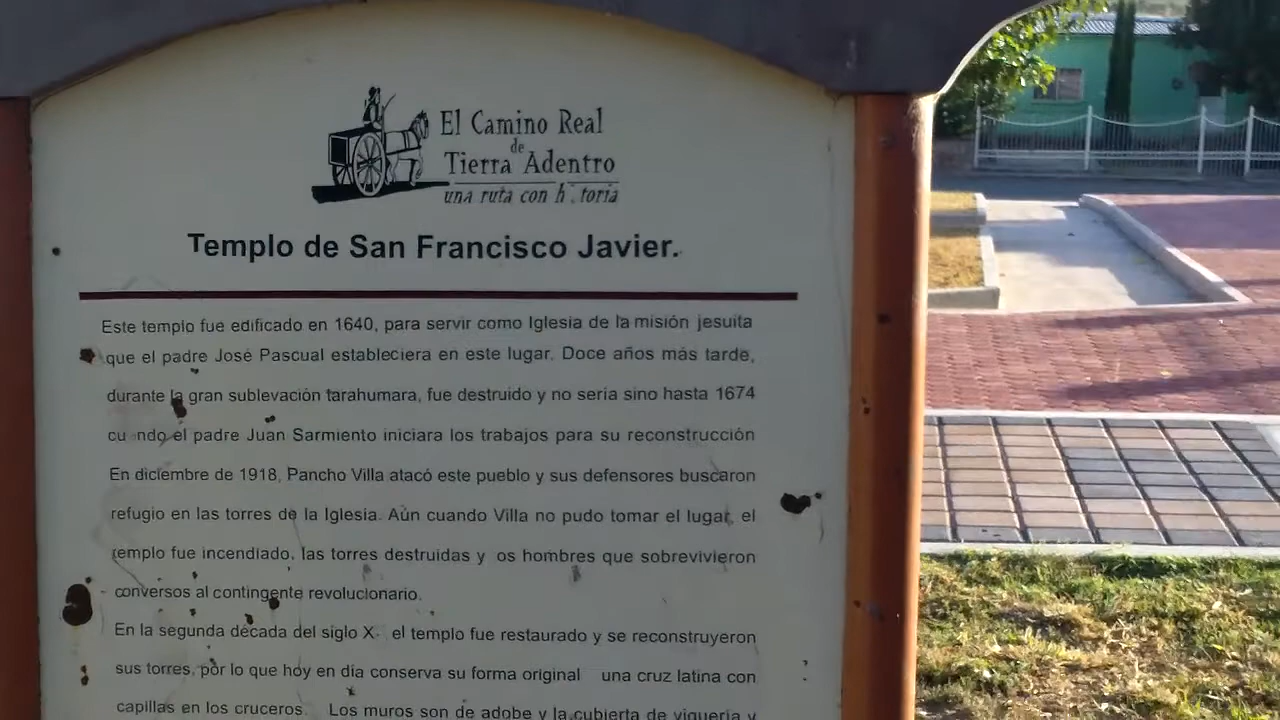 El Camino Real
de
Tierra Adentro
una ruta con
Templo de San Francisco Javier.
Este templo fue edificado en 1640, para servir como Iglesia de la misión jesuita
que el padre José Pascual estableciera en este lugar. Doce años más tarde,
durante la gran sublevación tarahumara, fue destruido y no sería sino hasta 1674
el padre Juan Sarmiento iniciara los trabajos para su reconstrucción
En diciembre de 1918, Pancho Villa atacó este pueblo y sus defensores buscaron
refugio en las torres de la Iglesia. Aún cuando Villa no pudo tomar el lugar, el
templo fue incendiado, las torres destruidas y os hombres que sobrevivieron
conversos al contingente revolucionario.
En la segunda década del siglo X el templo fue restaurado y se reconstruyeron
sus torres, por lo que hoy en día conserva su forma original una cruz latina con
capillas en los cruceros. Los muros son de adobe y la cubierta de viguería y